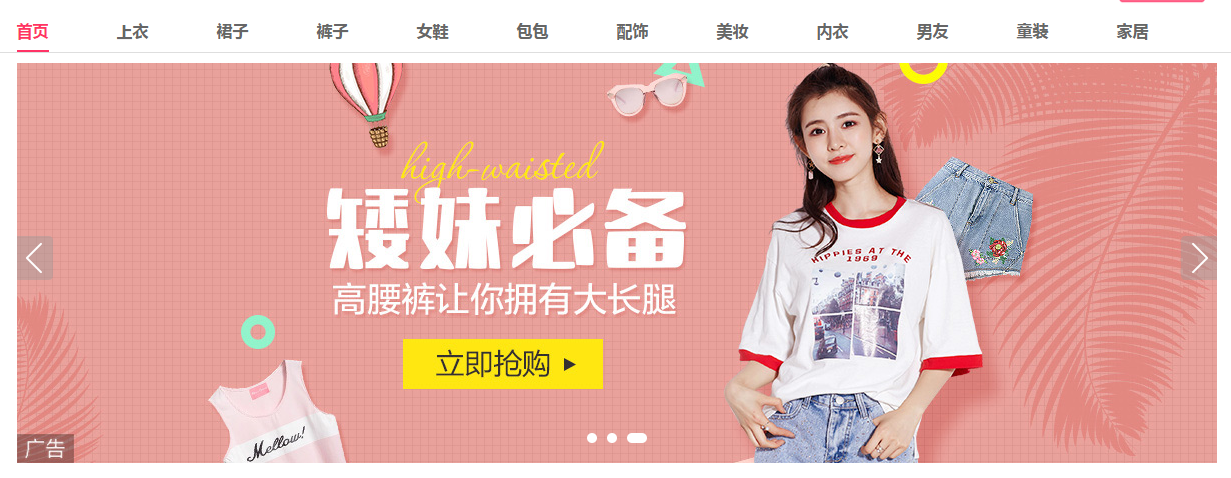 首页 上衣 裙子 裤子 女鞋 包包 配饰 美妆 内衣 男友 童装 家居
high-waisted
矮妹必备
高腰裤让你拥有大长腿
立即抢购
HIPPIES AT THE
1969
Mellow!
广告